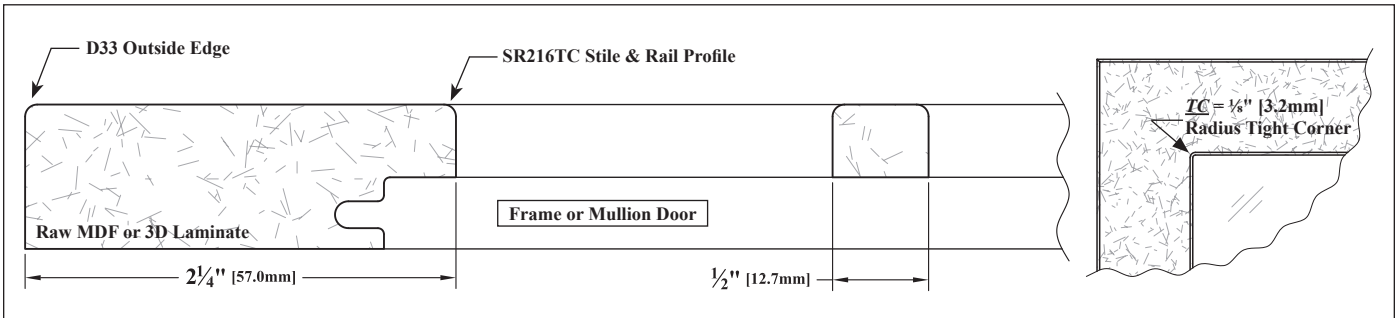 D33 Outside Edge
SR216TC Stile & Rail Profile
TC = ⅛" [3.2mm]
Radius Tight Corner
Raw MDF or 3D Laminate
Frame or Mullion Door
2¼" [57.0mm]
½" [12.7mm]